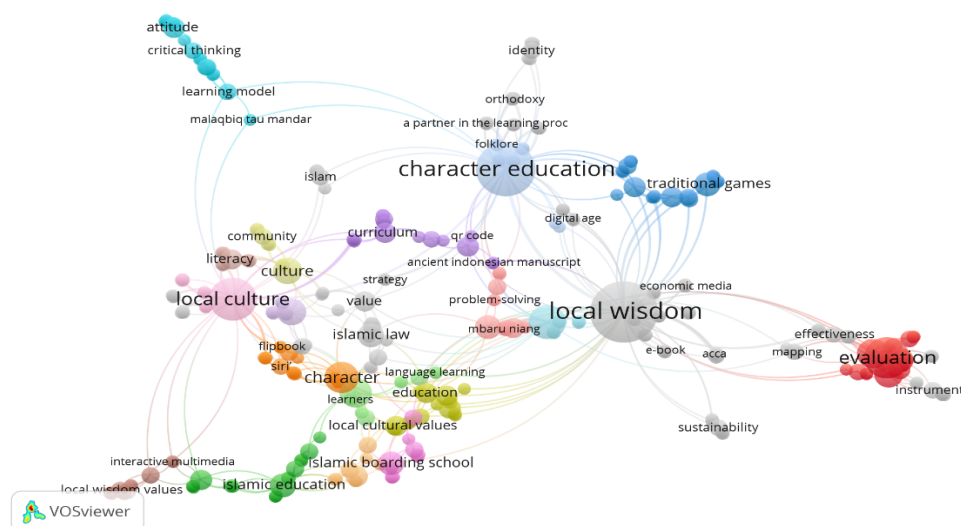 attitude
critical thinking
learning model
malaqbiq tau mandar
identity
orthodoxy
a partner in the learning proc
folklore
character education
traditional games
islam
digital age
community
curriculum
qr code
literacy
culture
ancient indonesian manuscript
strategy
economic media
local culture
value
problem-solving
local wisdom
islamic law
mbaru niang
effectiveness
flipbook
e-book
acca
mapping
evaluation
siri'
character
language learning
education
instrument
learners
local cultural values
sustainability
interactive multimedia
islamic boarding school
local wisdom values
islamic education
VOSviewer